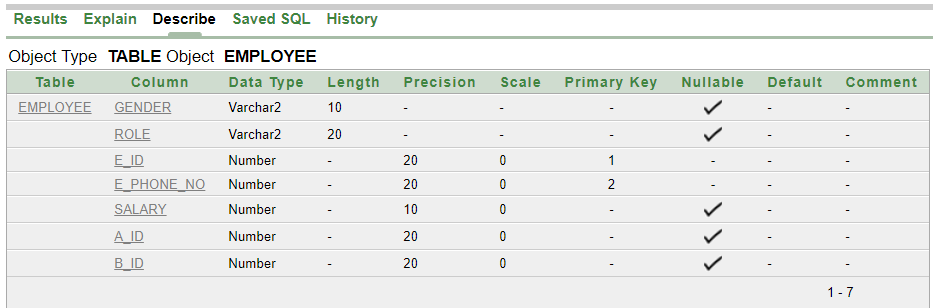 Results Explain Describe Saved SQL History
Object Type TABLE Object EMPLOYEE
Table Column Data Type Length Precision Scale Primary Key Nullable Default Comment
EMPLOYEE GENDER Varchar2 10 - - - ✓ - -
ROLE Varchar2 20 - - - ✓ - -
E_ID Number - 20 0 1 - - -
E_PHONE_NO Number - 20 0 2 - - -
SALARY Number - 10 0 - ✓ - -
A_ID Number - 20 0 - ✓ - -
B_ID Number - 20 0 - ✓ - -
1 - 7